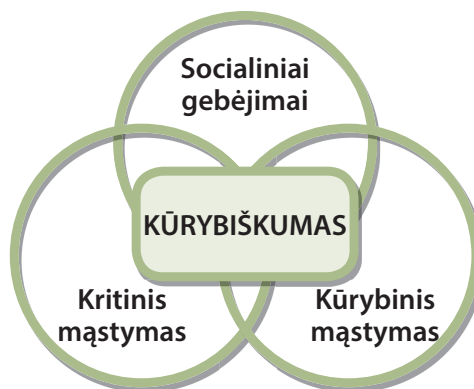 Socialiniai
gebėjimai
KŪRYBIŠKUMAS
Kritinis
mąstymas
Kūrybinis
mąstymas